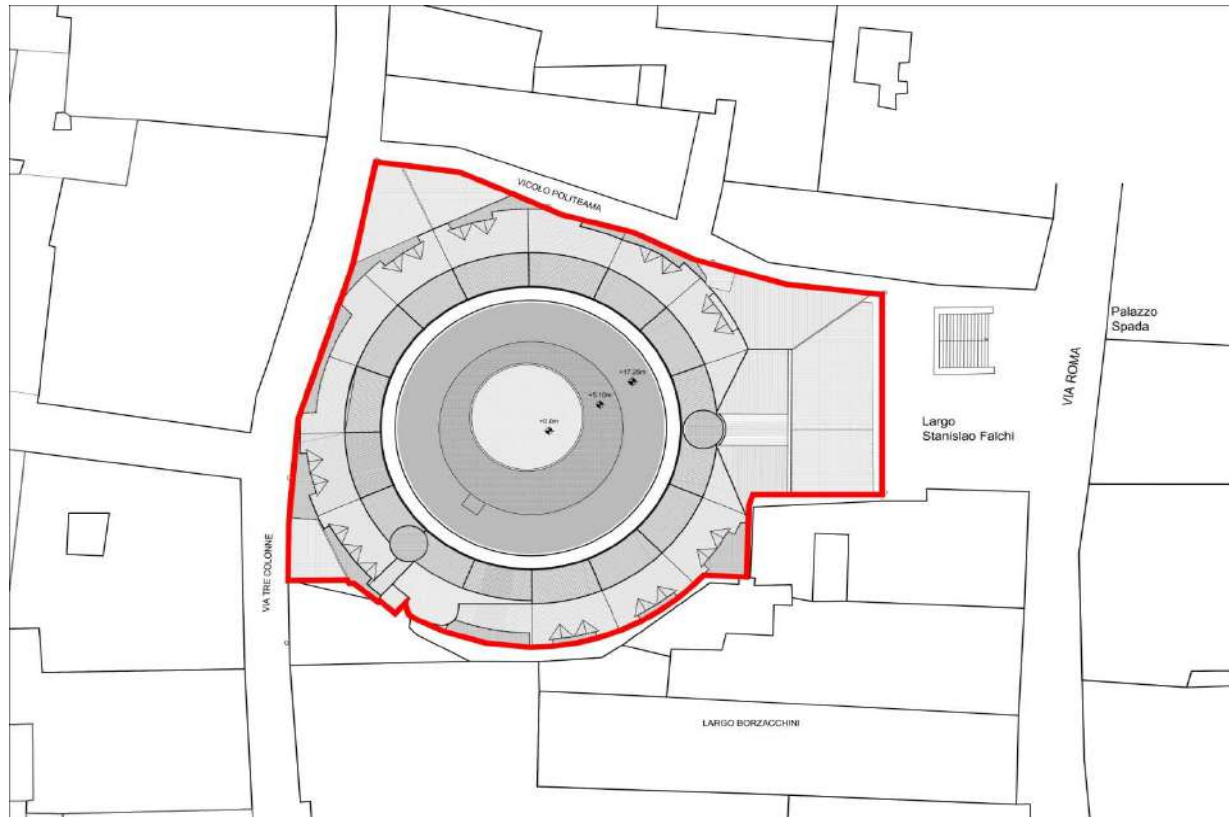 VICOLO POLITEAMA
Palazzo
Spada
VIA ROMA
+17.25m
+5.10m
+0.0m
Largo
Stanislao Falchi
VIA TRE COLONNE
LARGO BORZACCHINI